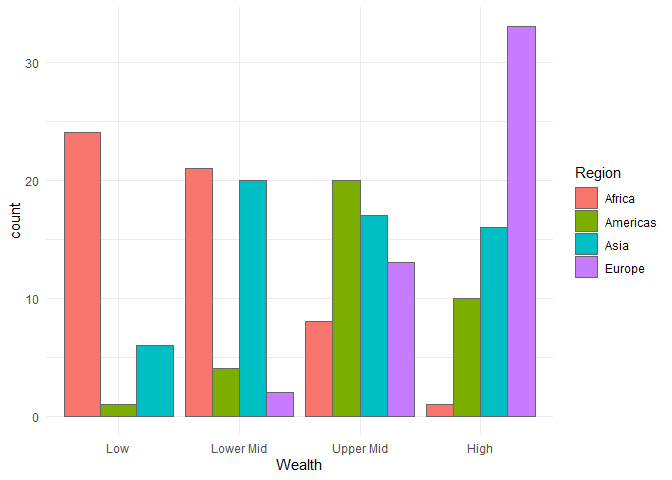 30
20
10
0
count
Low
Lower Mid
Upper Mid
High
Wealth
Region
Africa
Americas
Asia
Europe